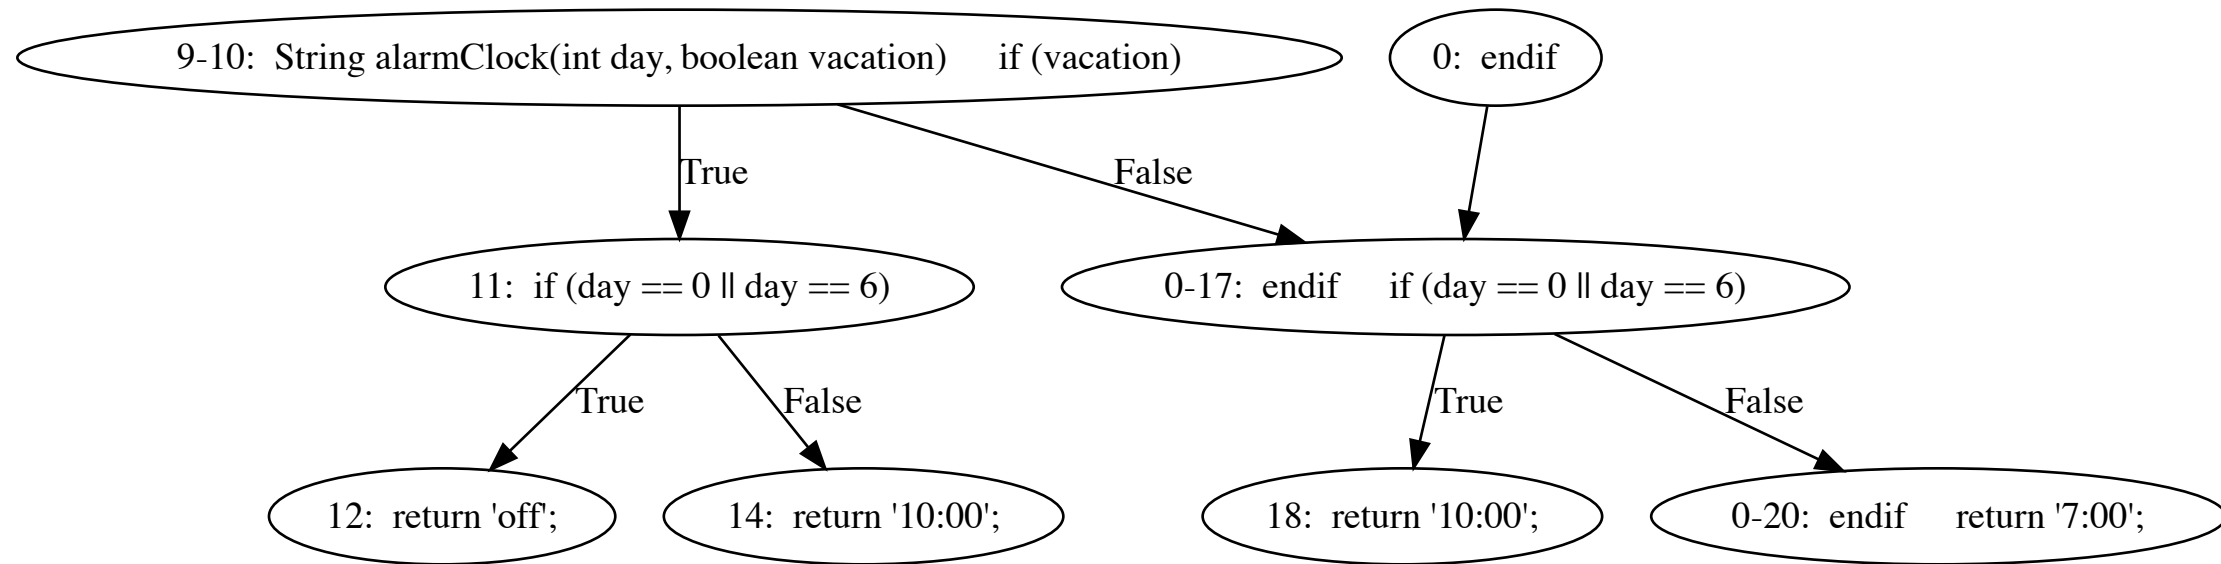 9-10:  String alarmClock(int day, boolean vacation)      if (vacation)
0:  endif
True
False
11:  if (day == 0 || day == 6)
0-17:  endif      if (day == 0 || day == 6)
True
False
True
False
12:  return 'off';
14:  return '10:00';
18:  return '10:00';
0-20:  endif      return '7:00';